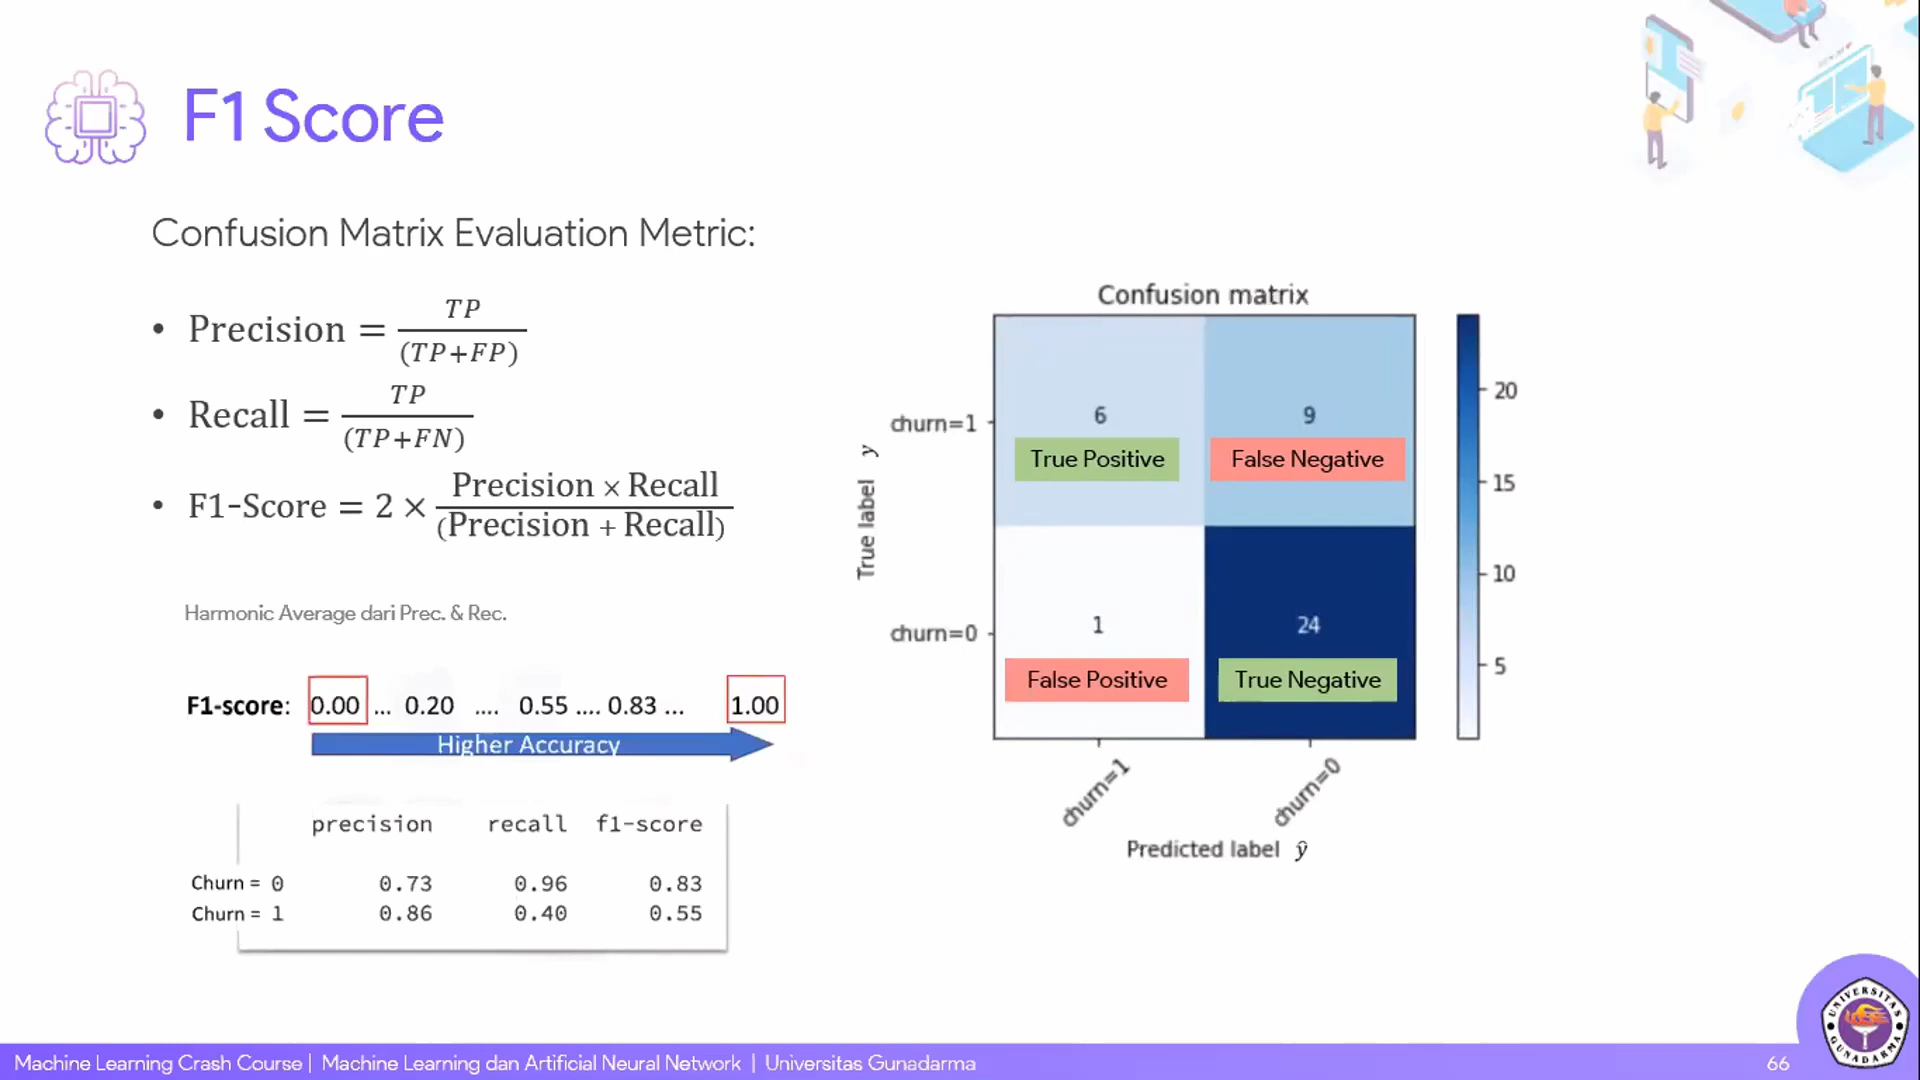 F1 Score
Confusion Matrix Evaluation Metric:
• Precision = TP / (TP+FP)
• Recall = TP / (TP+FN)
• F1-Score = 2 × Precision × Recall / (Precision + Recall)
Harmonic Average dari Prec. & Rec.
F1-score: 0.00 ... 0.20 .... 0.55 .... 0.83 ... 1.00
Higher Accuracy
precision recall f1-score
Churn = 0 0.73 0.96 0.83
Churn = 1 0.86 0.40 0.55
Confusion matrix
True label y
churn=1
6
True Positive
9
False Negative
churn=0
1
False Positive
24
True Negative
churn=1
churn=0
Predicted label ŷ
20
15
10
5
Machine Learning Crash Course | Machine Learning dan Artificial Neural Network | Universitas Gunadarma
66
UNIVERSITAS
GUNADARMA